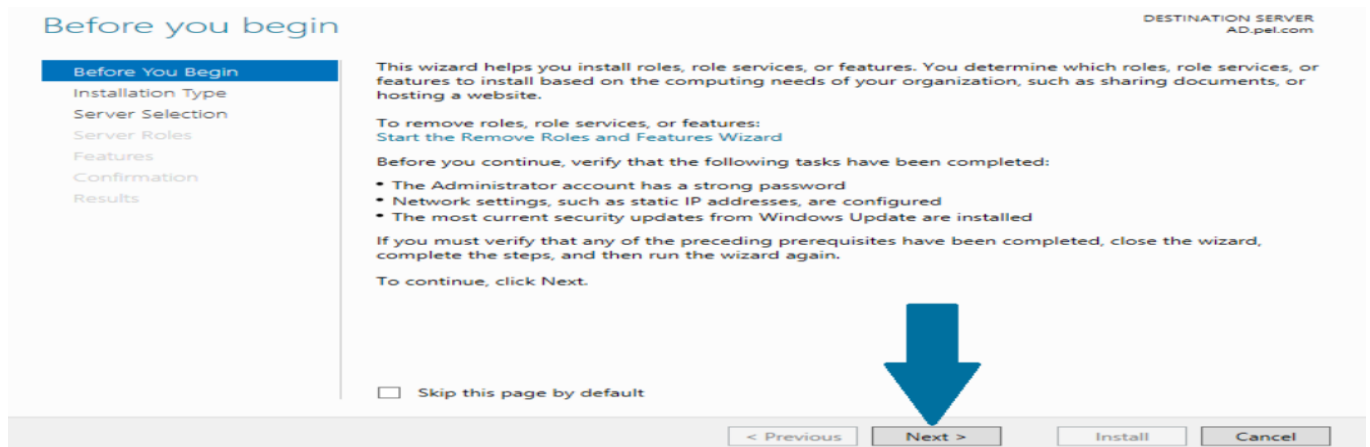 Before you begin
DESTINATION SERVER
AD.pel.com
Before You Begin
Installation Type
Server Selection
Server Roles
Features
Confirmation
Results
This wizard helps you install roles, role services, or features. You determine which roles, role services, or
features to install based on the computing needs of your organization, such as sharing documents, or
hosting a website.
To remove roles, role services, or features:
Start the Remove Roles and Features Wizard
Before you continue, verify that the following tasks have been completed:
• The Administrator account has a strong password
• Network settings, such as static IP addresses, are configured
• The most current security updates from Windows Update are installed
If you must verify that any of the preceding prerequisites have been completed, close the wizard,
complete the steps, and then run the wizard again.
To continue, click Next.
Skip this page by default
< Previous
Next >
Install
Cancel